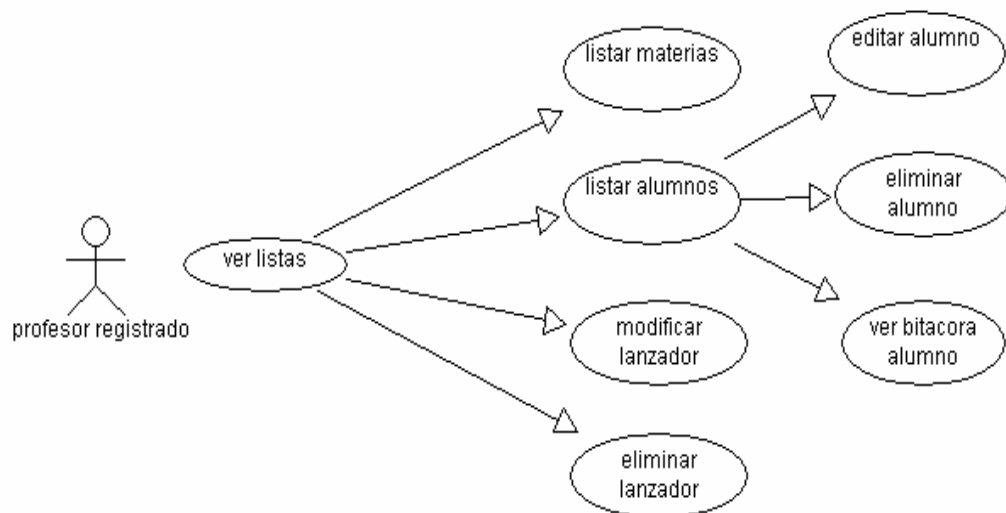 profesor registrado
ver listas
listar materias
listar alumnos
modificar
lanzador
eliminar
lanzador
editar alumno
eliminar
alumno
ver bitacora
alumno